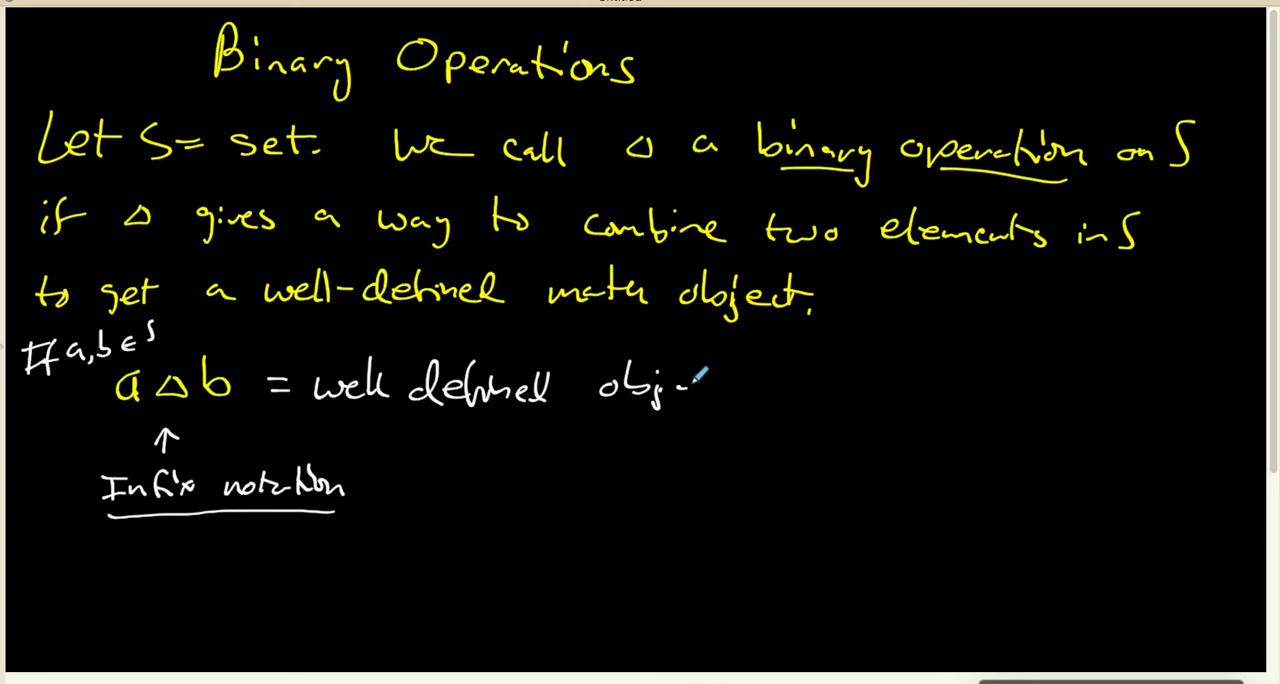 Binary Operations
Let S = set. We call △ a binary operation on S
if △ gives a way to combine two elements in S
to get a well-defined math object.
If a, b ∈ S
a △ b = well defined obj
↑
Infix notation